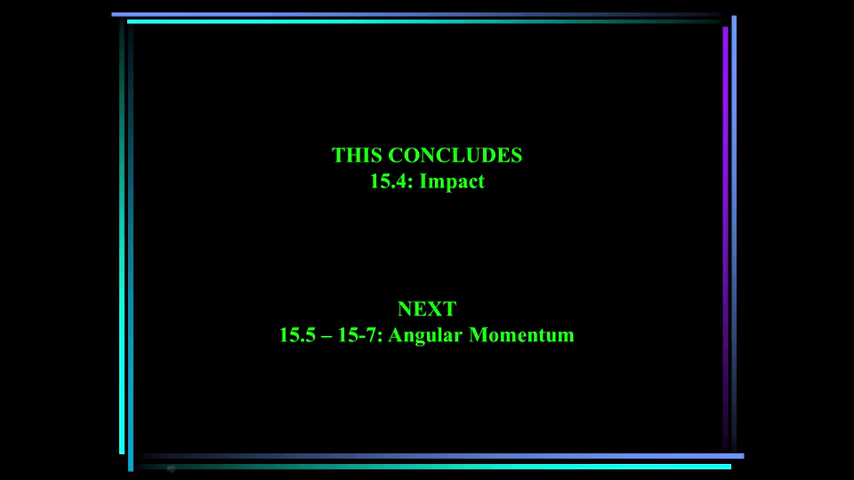 THIS CONCLUDES
15.4: Impact
NEXT
15.5 – 15-7: Angular Momentum